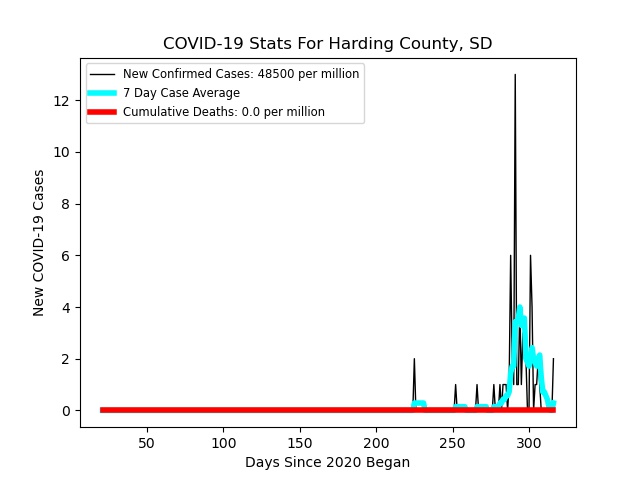 COVID-19 Stats For Harding County, SD
New Confirmed Cases: 48500 per million
7 Day Case Average
Cumulative Deaths: 0.0 per million
New COVID-19 Cases
12
10
8
6
4
2
0
50 100 150 200 250 300
Days Since 2020 Began